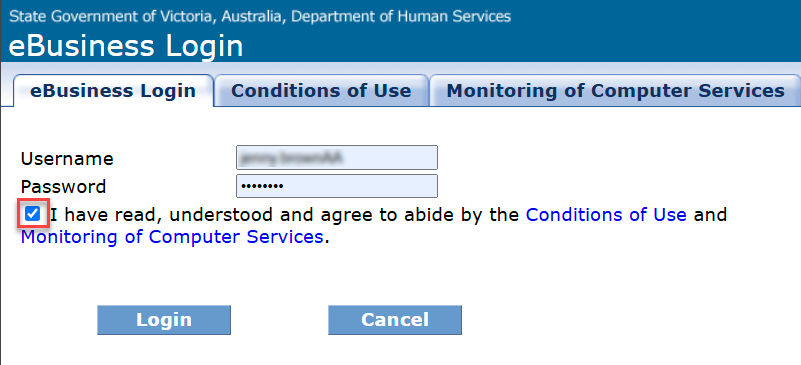 State Government of Victoria, Australia, Department of Human Services
eBusiness Login
eBusiness Login Conditions of Use Monitoring of Computer Services
Username
Password ••••••••
I have read, understood and agree to abide by the Conditions of Use and
Monitoring of Computer Services.
Login Cancel